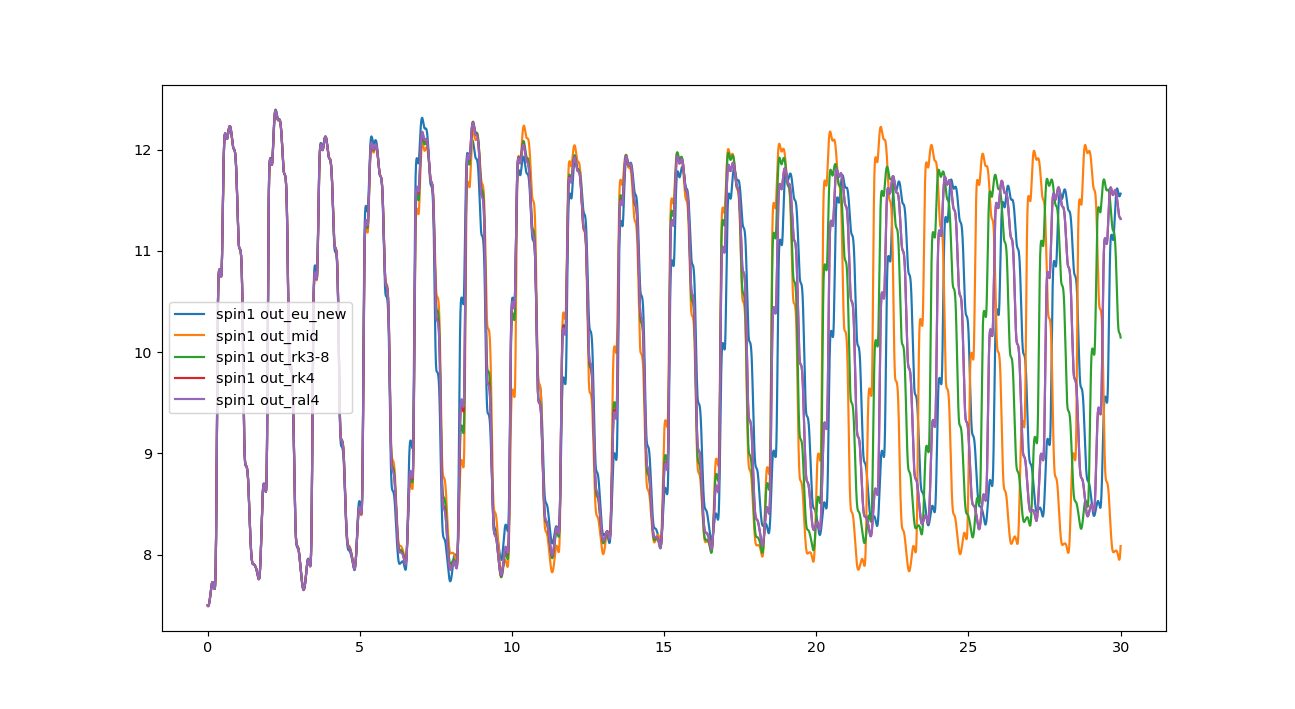 12
11
10
9
8
spin1 out_eu_new
spin1 out_mid
spin1 out_rk3-8
spin1 out_rk4
spin1 out_ral4
0 5 10 15 20 25 30